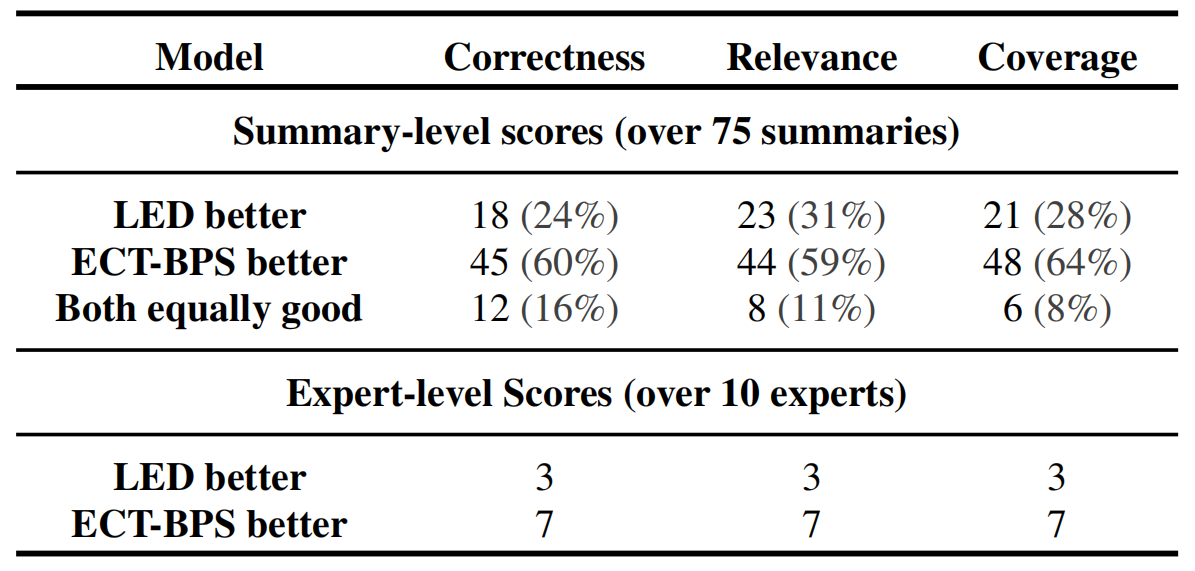 Model Correctness Relevance Coverage
Summary-level scores (over 75 summaries)
LED better 18 (24%) 23 (31%) 21 (28%)
ECT-BPS better 45 (60%) 44 (59%) 48 (64%)
Both equally good 12 (16%) 8 (11%) 6 (8%)
Expert-level Scores (over 10 experts)
LED better 3 3 3
ECT-BPS better 7 7 7